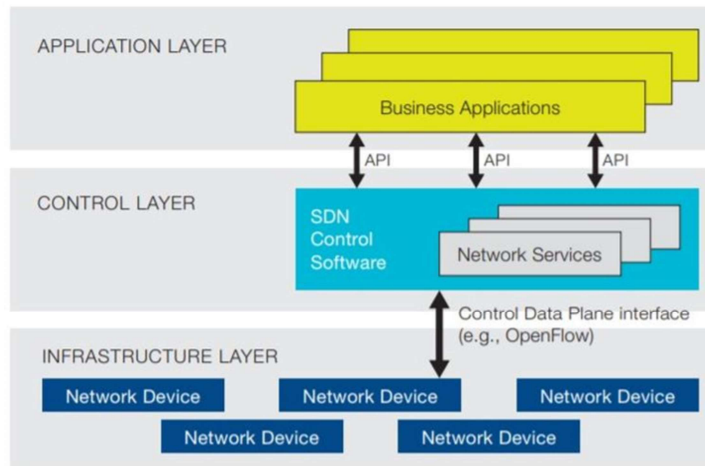 APPLICATION LAYER
Business Applications
API
API
API
CONTROL LAYER
SDN
Control
Software
Network Services
Control Data Plane interface
(e.g., OpenFlow)
INFRASTRUCTURE LAYER
Network Device
Network Device
Network Device
Network Device
Network Device